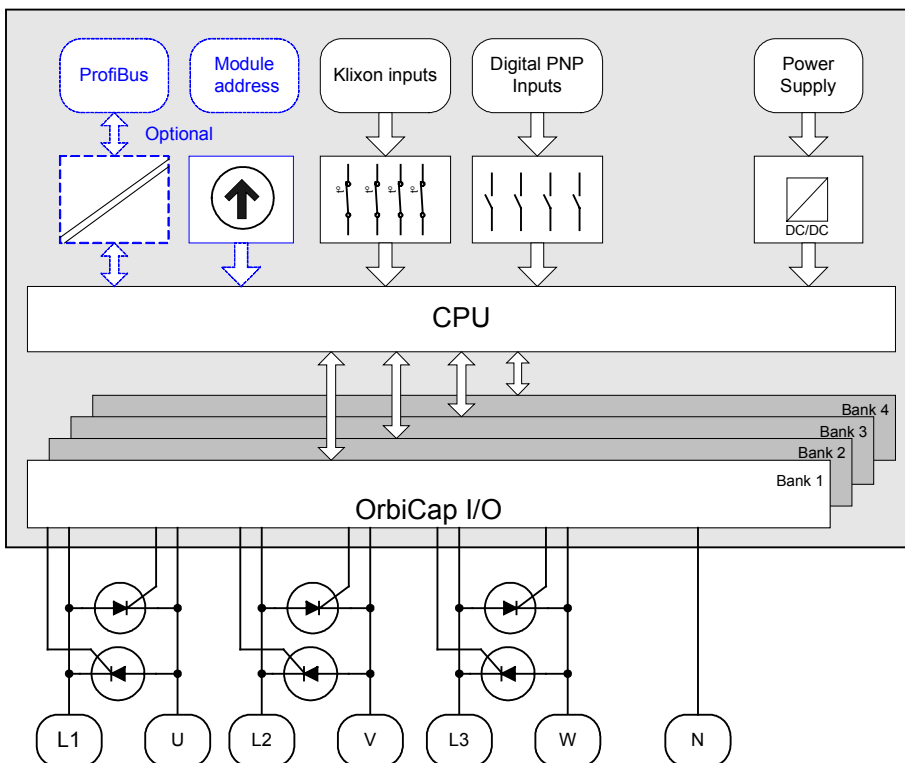 ProfiBus
Module
address
Klixon inputs
Digital PNP
Inputs
Power
Supply
Optional
t°
t°
t°
t°
DC/DC
CPU
Bank 4
Bank 3
Bank 2
Bank 1
OrbiCap I/O
L1
U
L2
V
L3
W
N